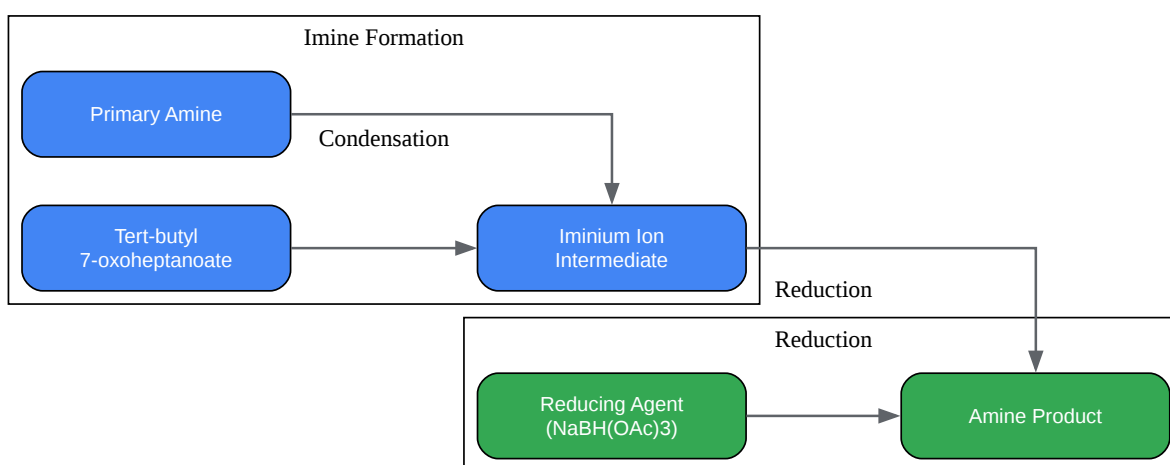 Imine Formation
Primary Amine
Condensation
Tert-butyl
7-oxoheptanoate
Iminium Ion
Intermediate
Reduction
Reduction
Reducing Agent
(NaBH(OAc)3)
Amine Product